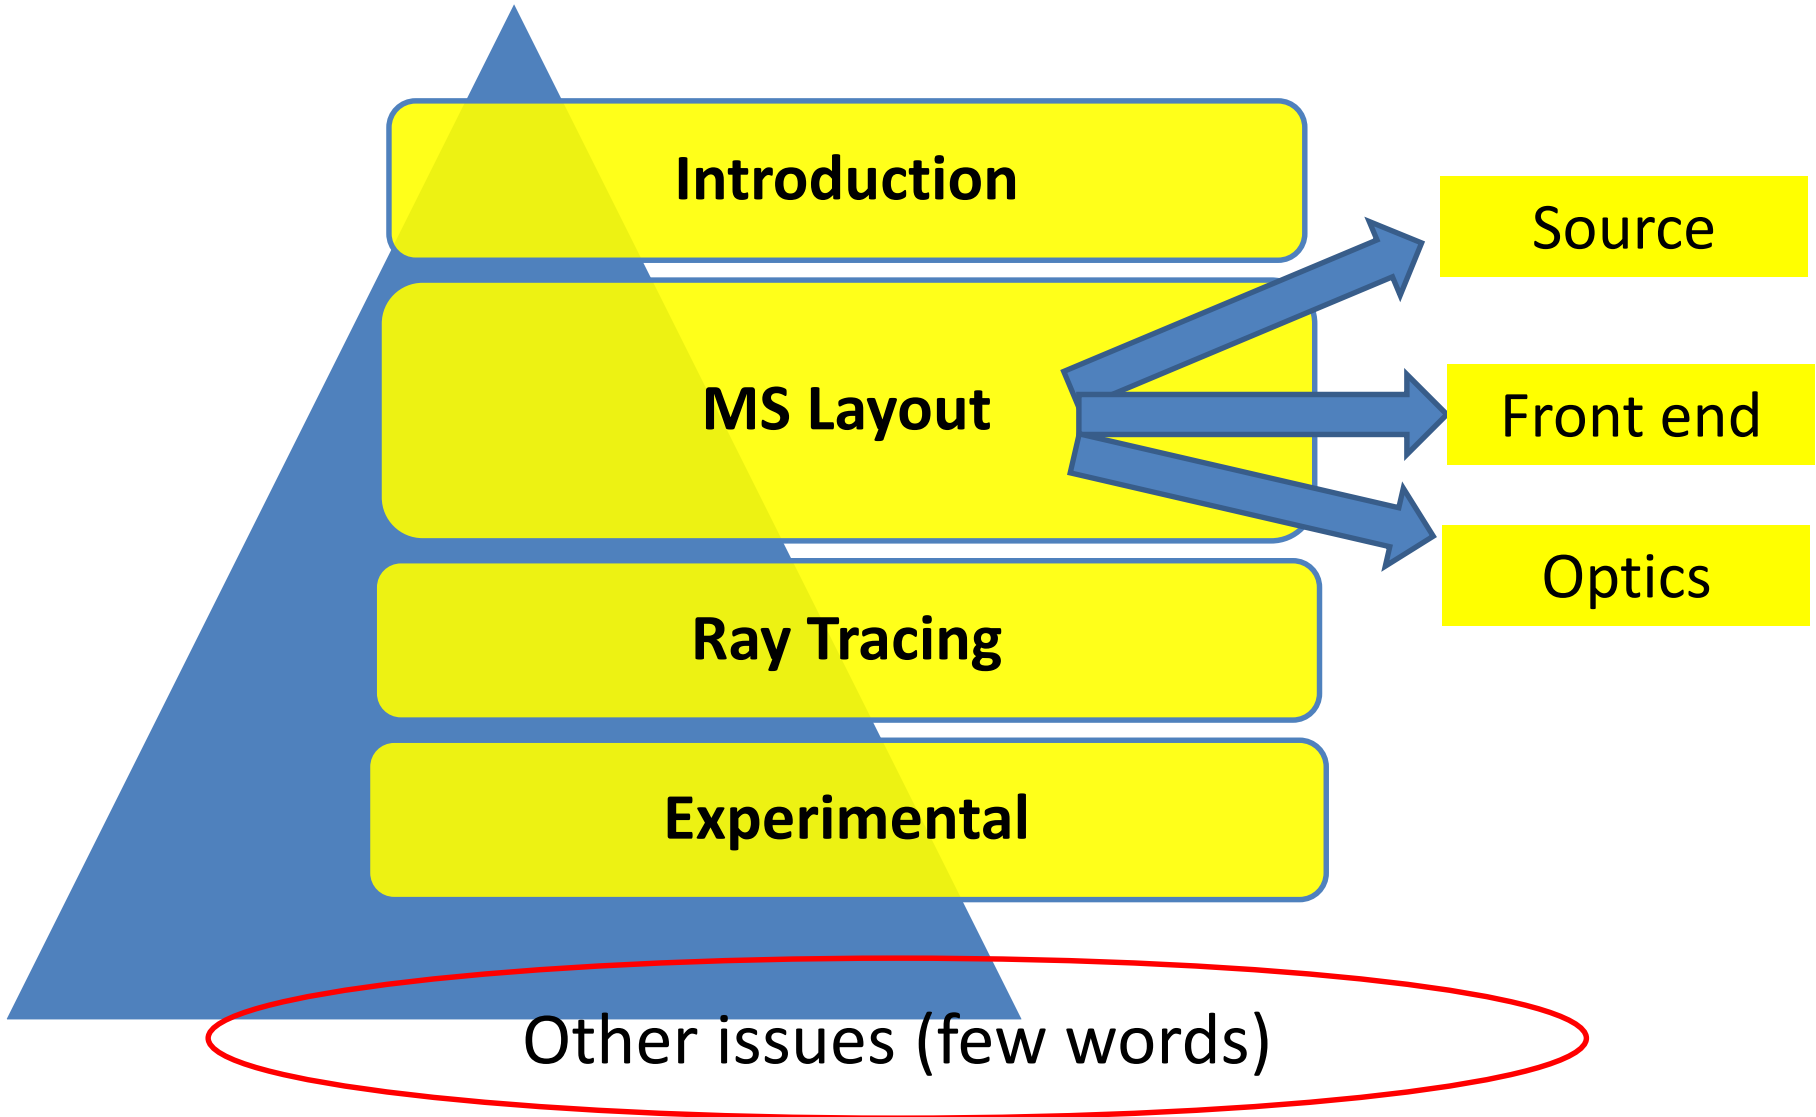 Introduction
MS Layout
Source
Front end
Optics
Ray Tracing
Experimental
Other issues (few words)